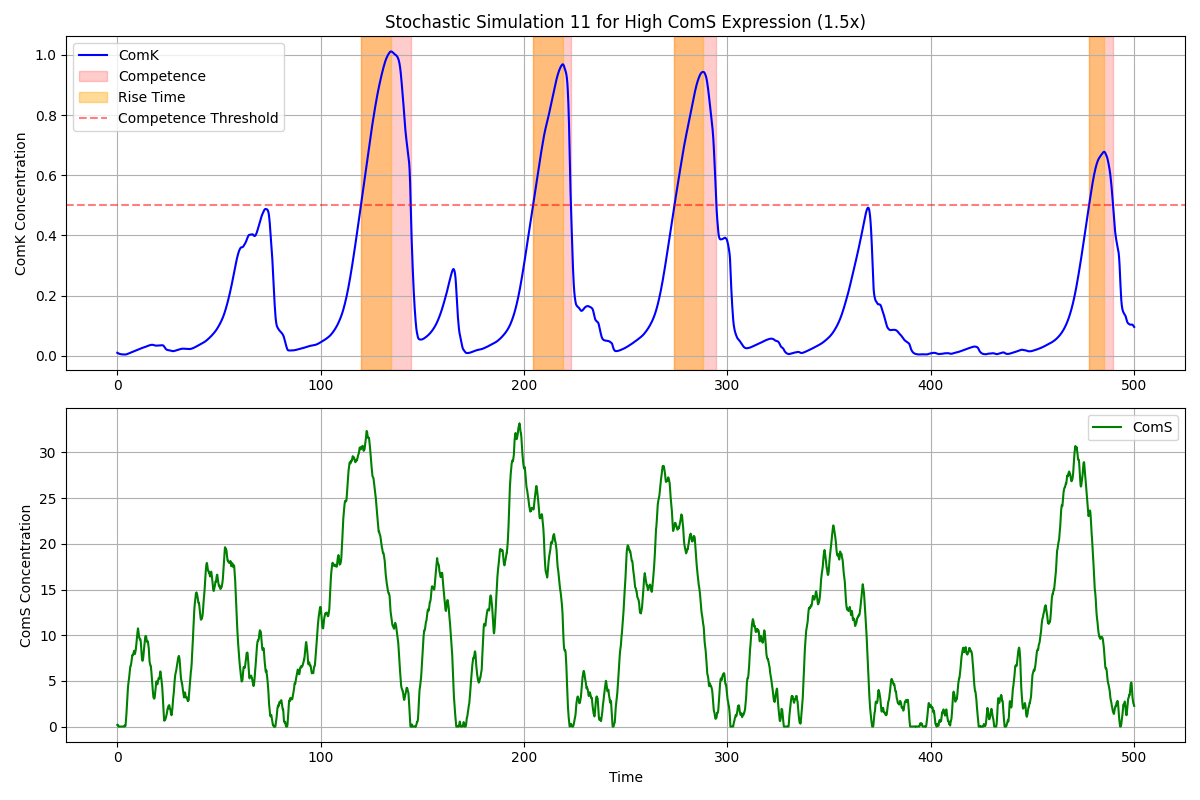 Stochastic Simulation 11 for High ComS Expression (1.5x)
ComK Concentration
1.0
0.8
0.6
0.4
0.2
0.0
ComK
Competence
Rise Time
Competence Threshold
0 100 200 300 400 500
ComS Concentration
30
25
20
15
10
5
0
ComS
0 100 200 300 400 500
Time